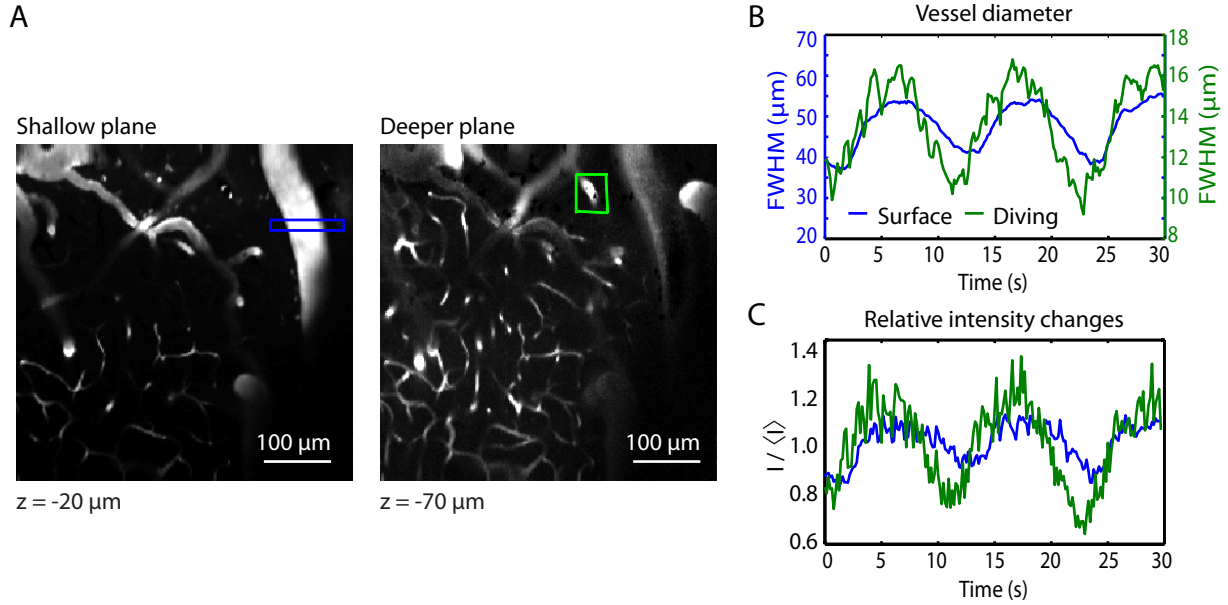 A
Shallow plane
Deeper plane
100 μm
100 μm
z = -20 μm
z = -70 μm
B
Vessel diameter
70
60
50
40
30
20
FWHM (μm)
18
16
14
12
10
8
FWHM (μm)
Surface
Diving
0 5 10 15 20 25 30
Time (s)
C
Relative intensity changes
1.4
1.2
1.0
0.8
0.6
I / ⟨I⟩
0 5 10 15 20 25 30
Time (s)